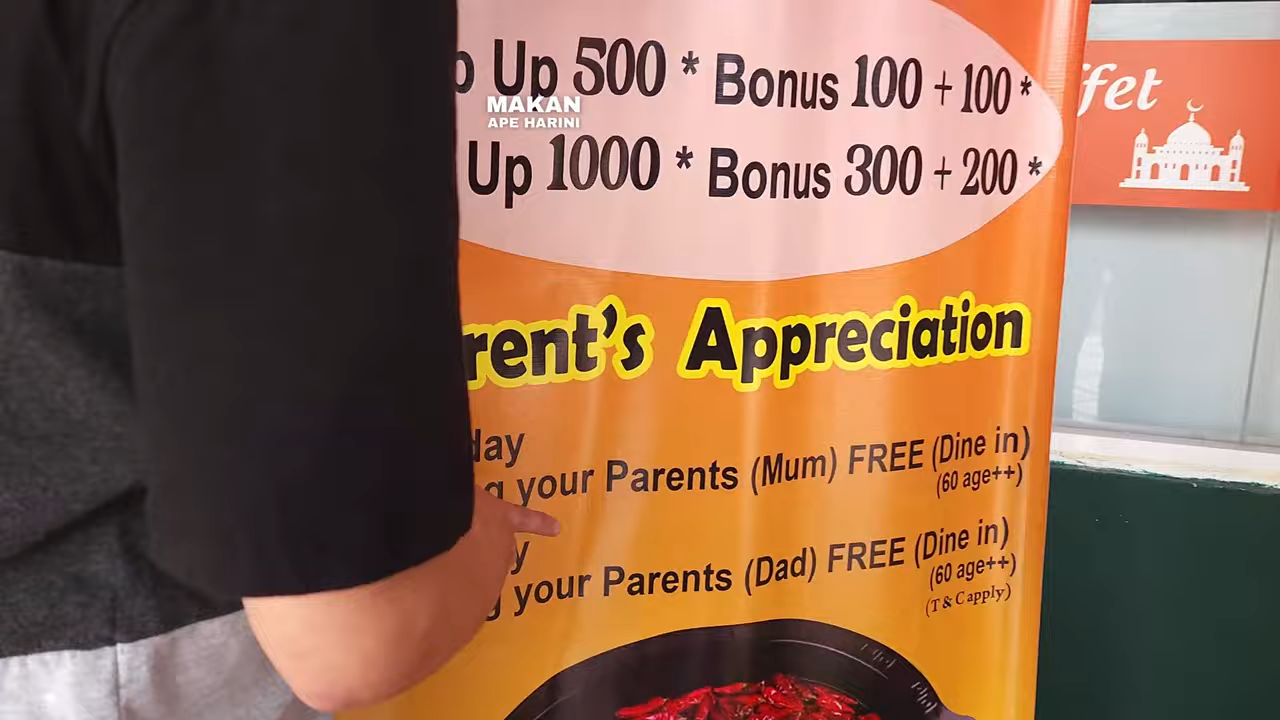 Up 500 * Bonus 100 + 100 *
MAKAN
APE HARINI
Up 1000 * Bonus 300 + 200 *
rent's Appreciation
day
your Parents (Mum) FREE (Dine in)
(60 age++)
y
your Parents (Dad) FREE (Dine in)
(60 age++)
(T & C apply)
ffet